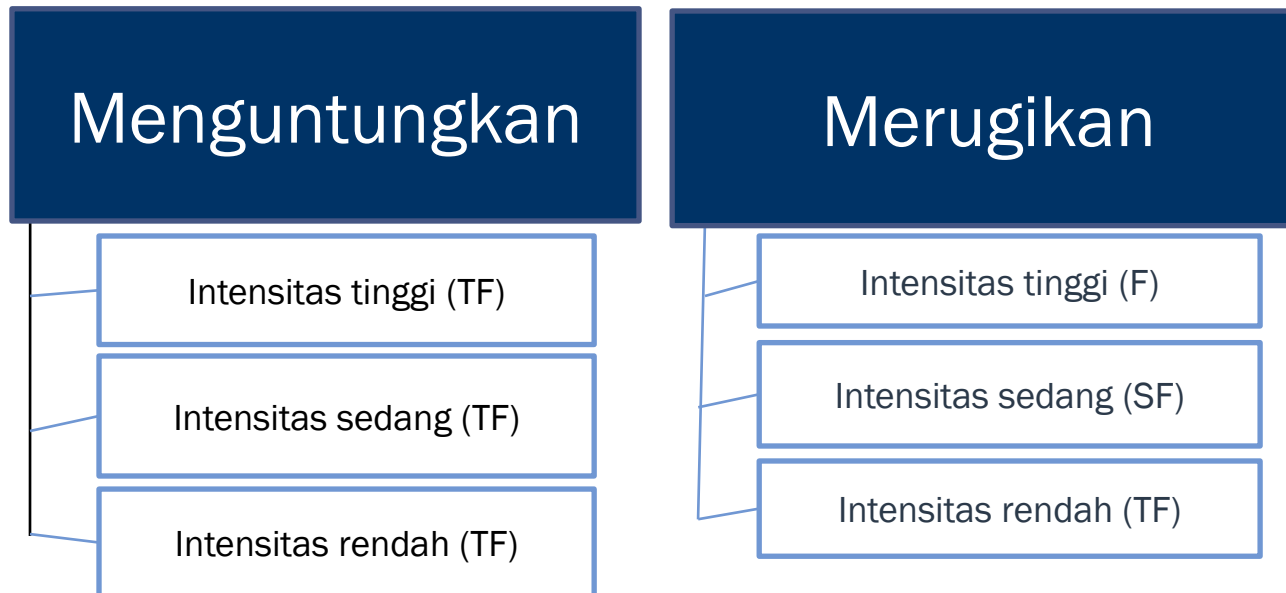 Menguntungkan
Intensitas tinggi (TF)
Intensitas sedang (TF)
Intensitas rendah (TF)
Merugikan
Intensitas tinggi (F)
Intensitas sedang (SF)
Intensitas rendah (TF)